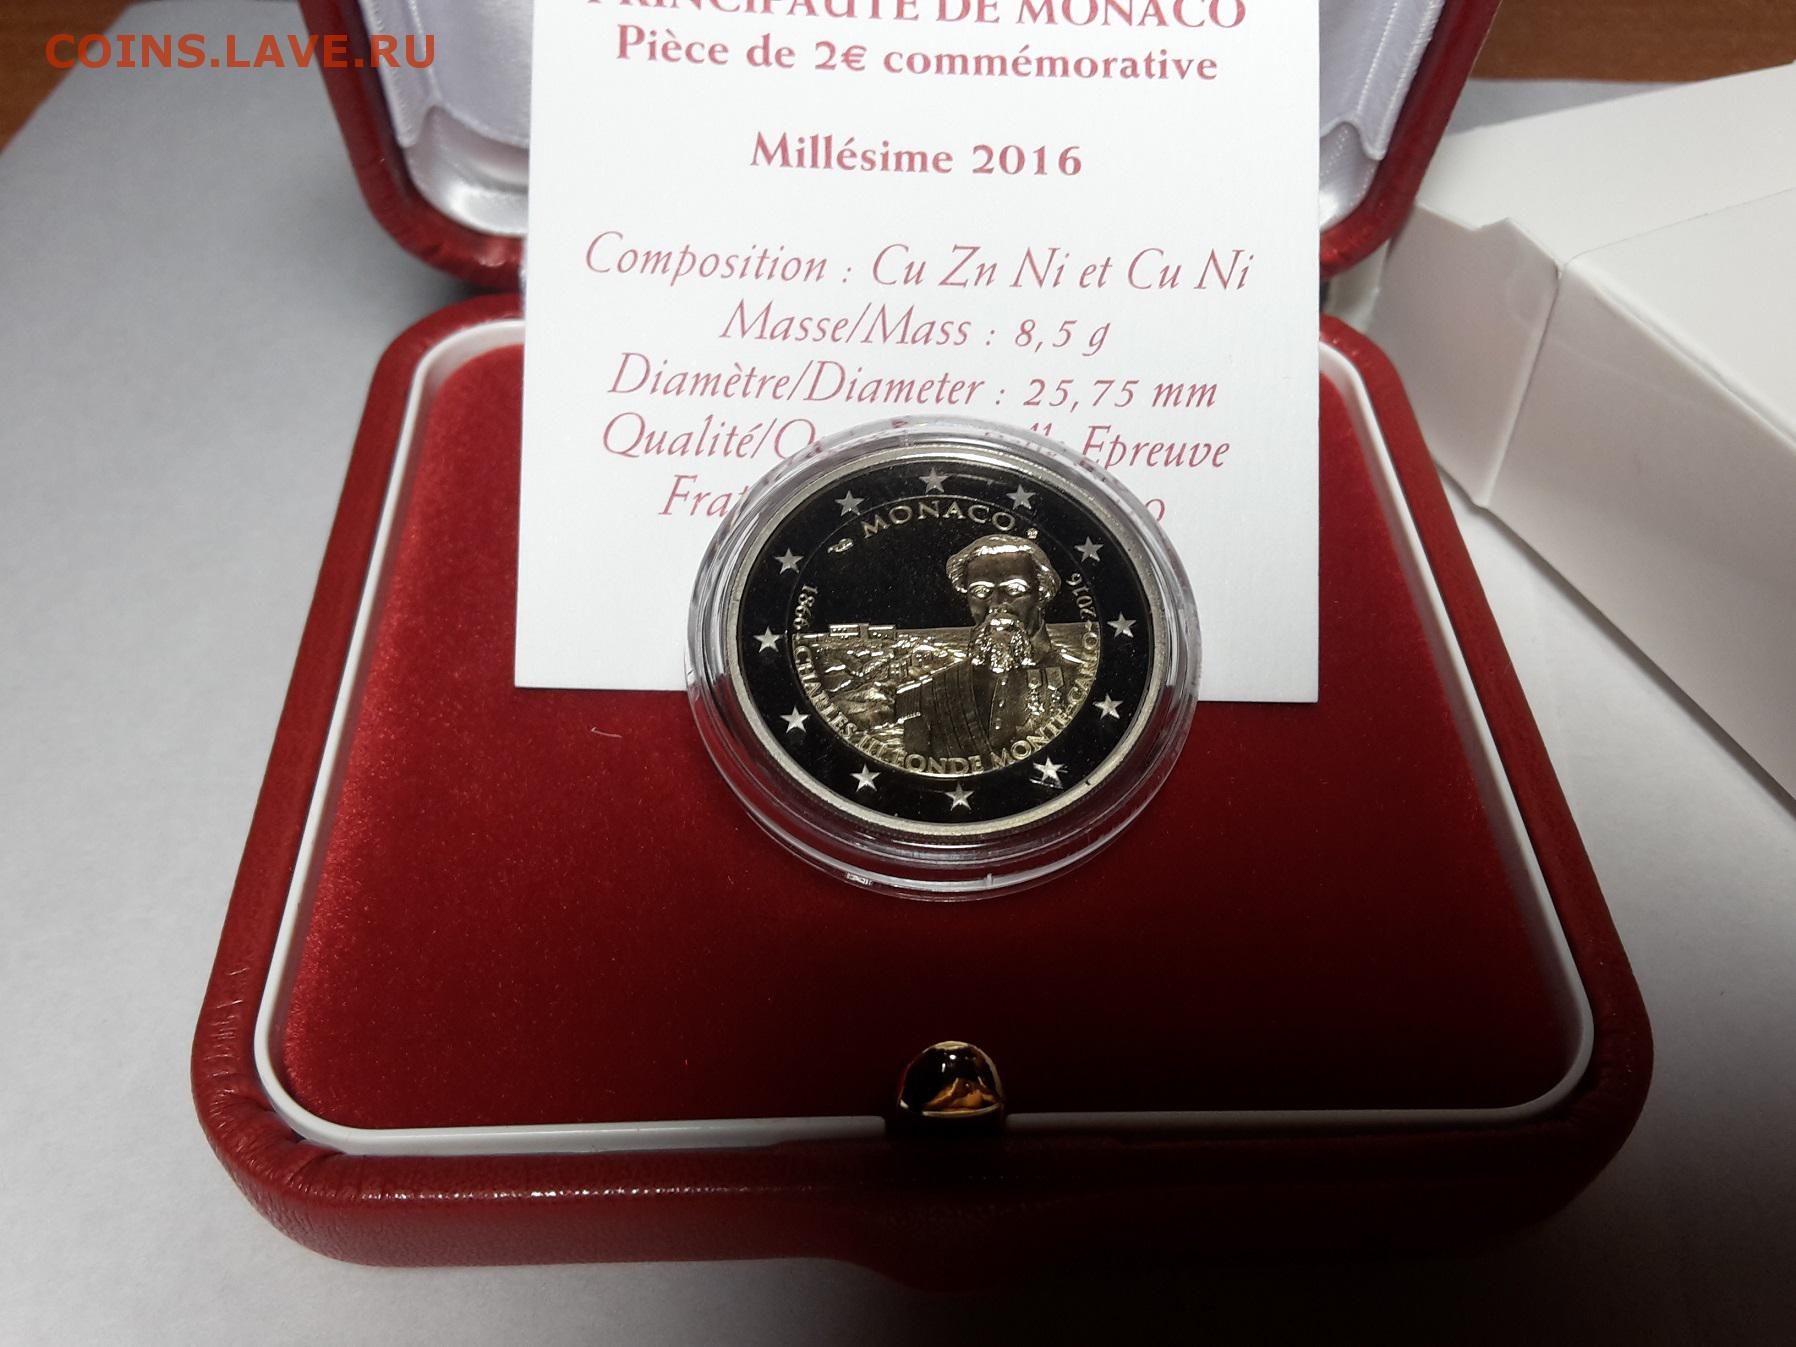 COINS.LAVE.RU
PRINCIPAUTÉ DE MONACO
Pièce de 2€ commémorative
Millésime 2016
Composition : Cu Zn Ni et Cu Ni
Masse/Mass : 8,5 g
Diamètre/Diameter : 25,75 mm
Qualité/ Epreuve
MONACO
1866 CHARLES III FONDE MONTE-CARLO 2016